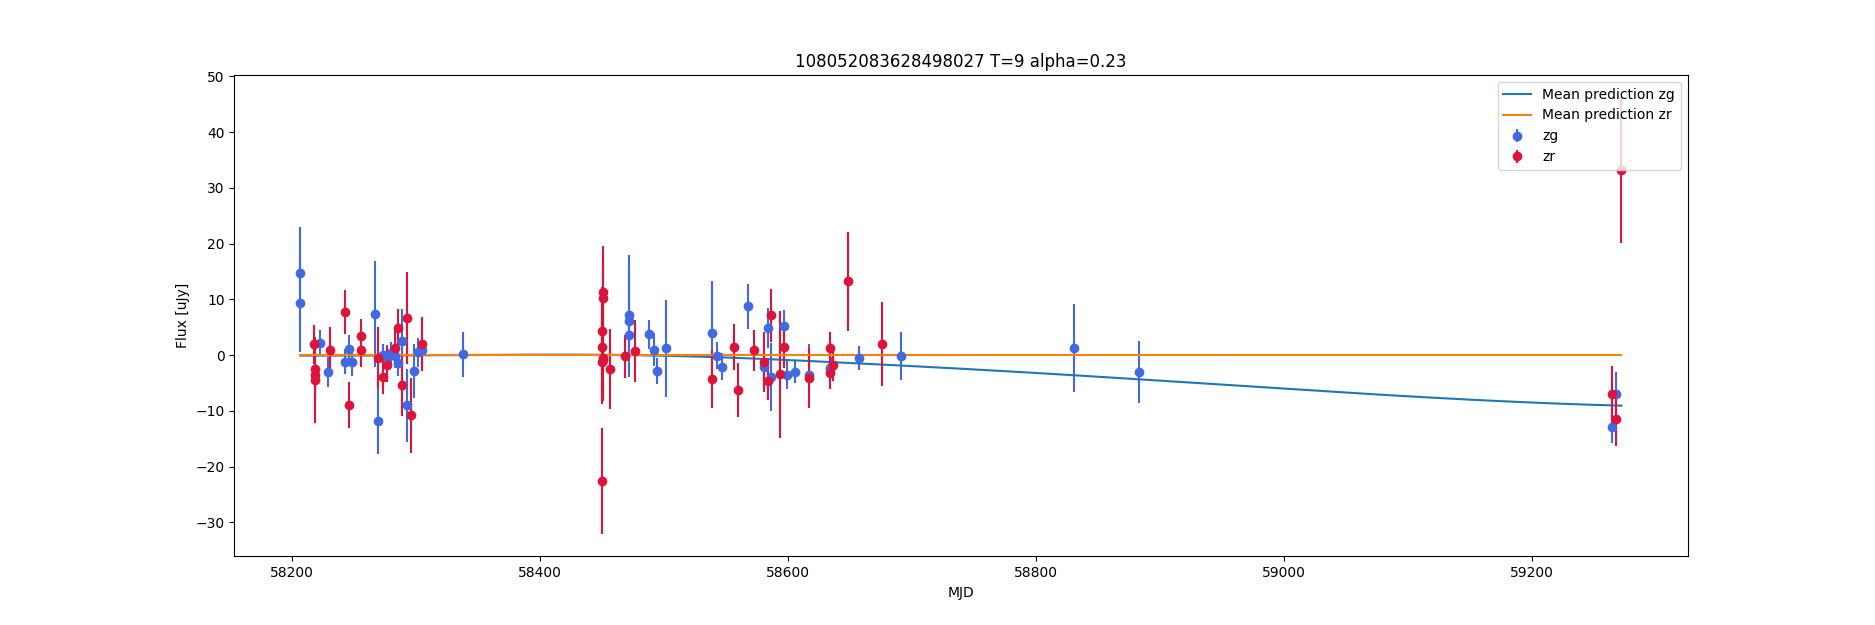 108052083628498027 T=9 alpha=0.23
50
40
30
20
10
0
−10
−20
−30
Flux [uJy]
58200
58400
58600
58800
59000
59200
MJD
Mean prediction zg
Mean prediction zr
zg
zr